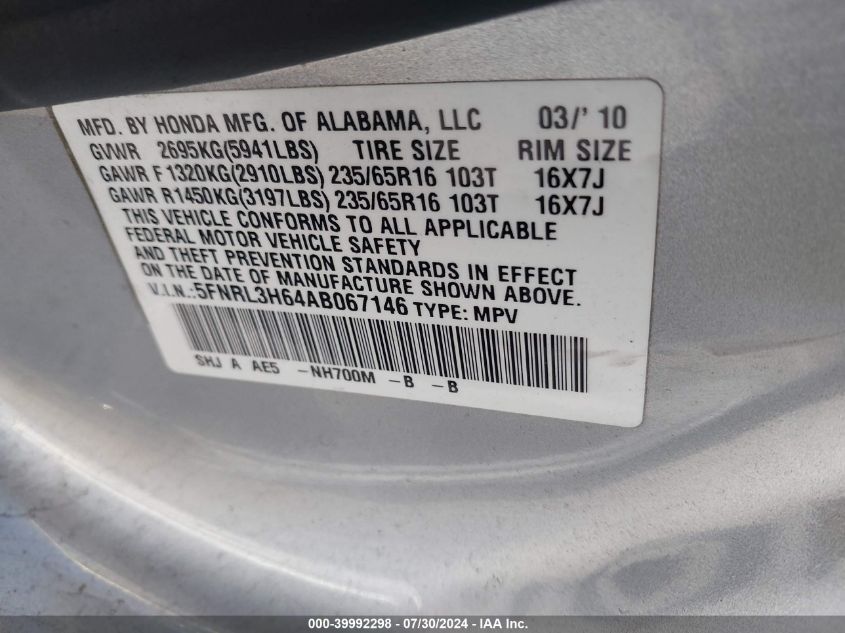 MFD. BY HONDA MFG. OF ALABAMA, LLC 03/' 10
GVWR 2695KG(5941LBS) TIRE SIZE RIM SIZE
GAWR F 1320KG(2910LBS) 235/65R16 103T 16X7J
GAWR R1450KG(3197LBS) 235/65R16 103T 16X7J
THIS VEHICLE CONFORMS TO ALL APPLICABLE
FEDERAL MOTOR VEHICLE SAFETY
AND THEFT PREVENTION STANDARDS IN EFFECT
ON THE DATE OF MANUFACTURE SHOWN ABOVE.
V.I.N.:5FNRL3H64AB067146 TYPE: MPV
SHJ A AE5 -NH700M -B -B
000-39992298 - 07/30/2024 - IAA Inc.